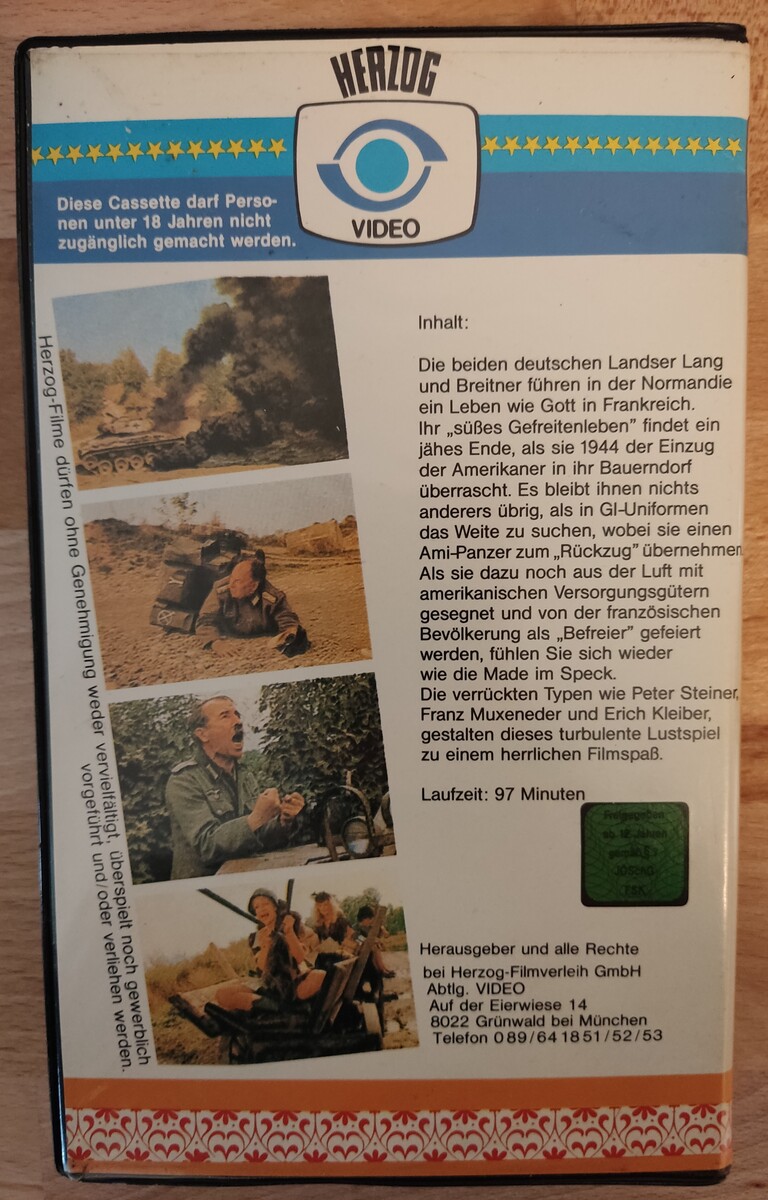 HERZOG
VIDEO
Diese Cassette darf Perso-
nen unter 18 Jahren nicht
zugänglich gemacht werden.
Herzog-Filme dürfen ohne Genehmigung weder vervielfältigt, überspielt noch gewerblich
vorgeführt und/oder verliehen werden.
Inhalt:
Die beiden deutschen Landser Lang
und Breitner führen in der Normandie
ein Leben wie Gott in Frankreich.
Ihr „süßes Gefreitenleben” findet ein
jähes Ende, als sie 1944 der Einzug
der Amerikaner in ihr Bauerndorf
überrascht. Es bleibt ihnen nichts
anderers übrig, als in GI-Uniformen
das Weite zu suchen, wobei sie einen
Ami-Panzer zum „Rückzug” übernehmen
Als sie dazu noch aus der Luft mit
amerikanischen Versorgungsgütern
gesegnet und von der französischen
Bevölkerung als „Befreier” gefeiert
werden, fühlen Sie sich wieder
wie die Made im Speck.
Die verrückten Typen wie Peter Steiner,
Franz Muxeneder und Erich Kleiber,
gestalten dieses turbulente Lustspiel
zu einem herrlichen Filmspaß.
Laufzeit: 97 Minuten
Freigegeben
ab 12 Jahren
gemäß § 7
JÖSchG
FSK
Herausgeber und alle Rechte
bei Herzog-Filmverleih GmbH
Abtlg. VIDEO
Auf der Eierwiese 14
8022 Grünwald bei München
Telefon 089/641851/52/53